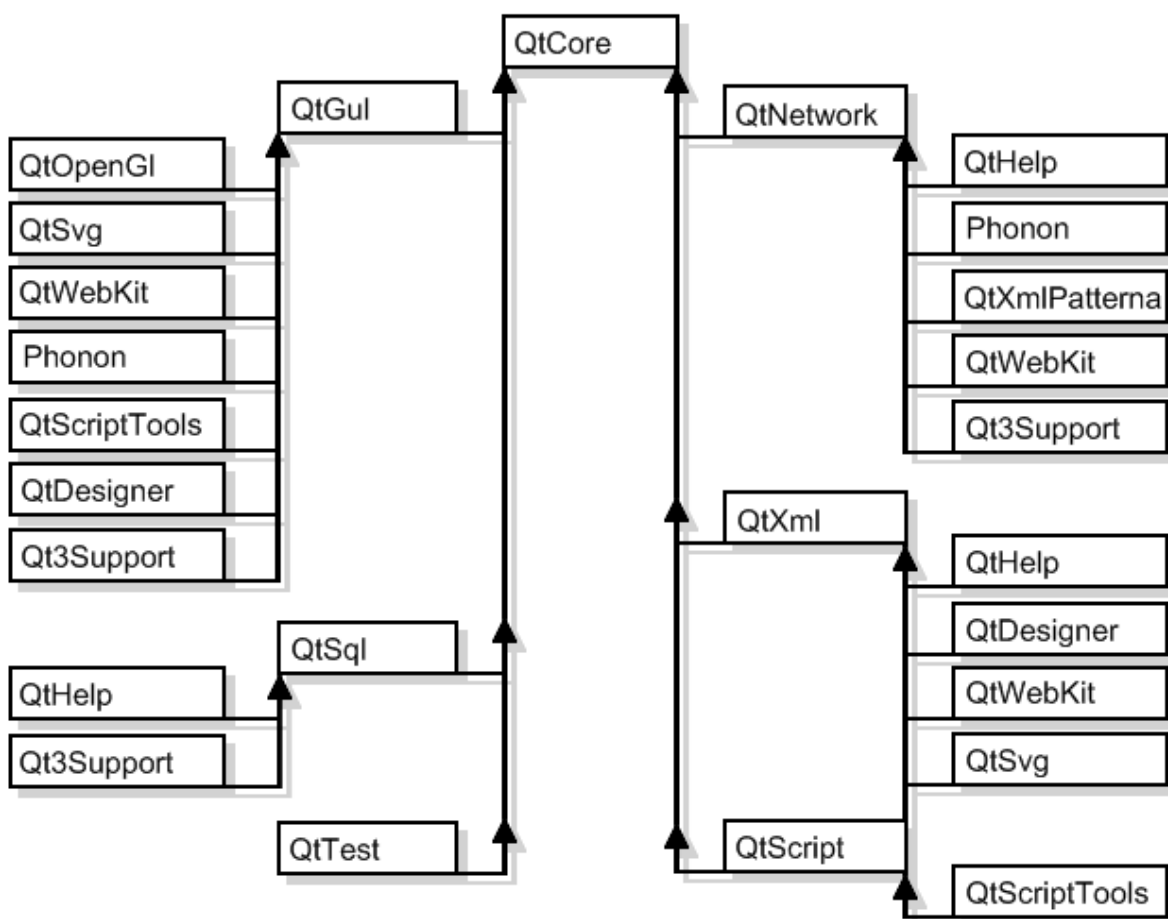 QtCore
QtGul
QtOpenGl
QtSvg
QtWebKit
Phonon
QtScriptTools
QtDesigner
Qt3Support
QtSql
QtHelp
Qt3Support
QtTest
QtNetwork
QtHelp
Phonon
QtXmlPatterna
QtWebKit
Qt3Support
QtXml
QtHelp
QtDesigner
QtWebKit
QtSvg
QtScript
QtScriptTools